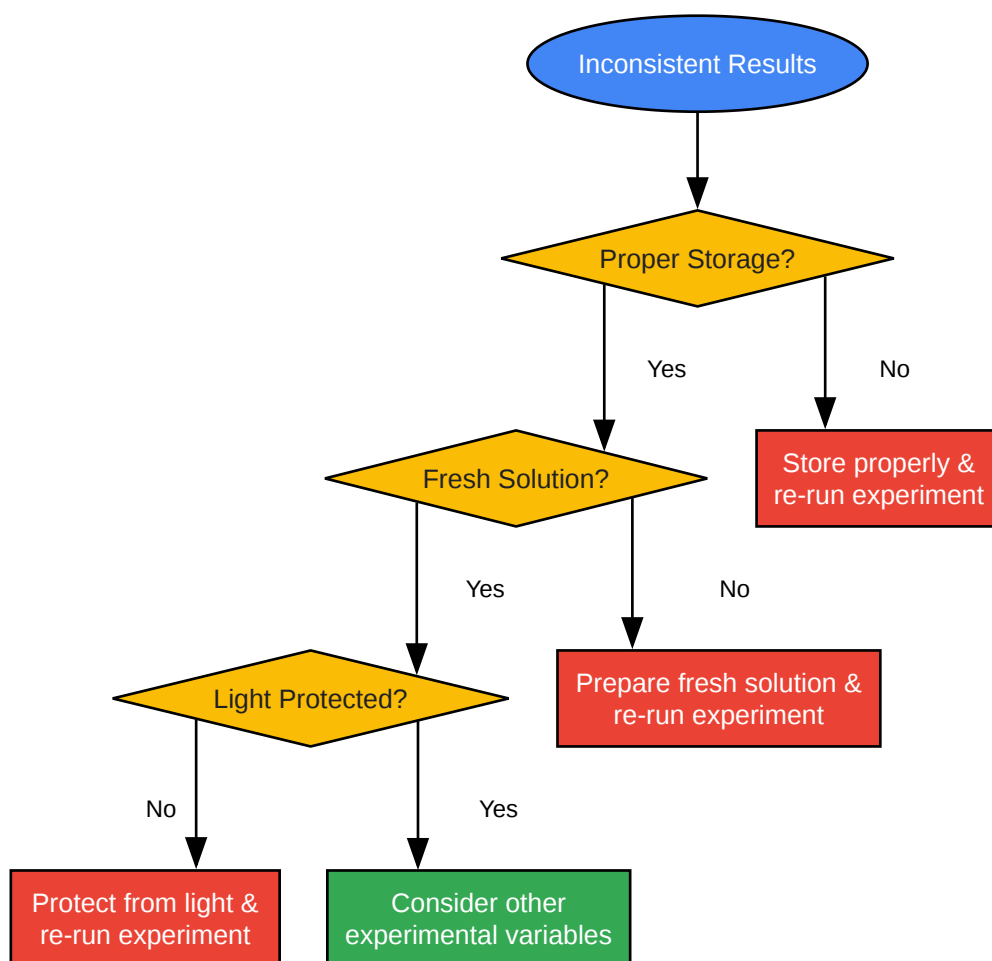 Inconsistent Results
Proper Storage?
Yes
No
Fresh Solution?
Store properly &
re-run experiment
Yes
No
Light Protected?
Prepare fresh solution &
re-run experiment
No
Yes
Protect from light &
re-run experiment
Consider other
experimental variables